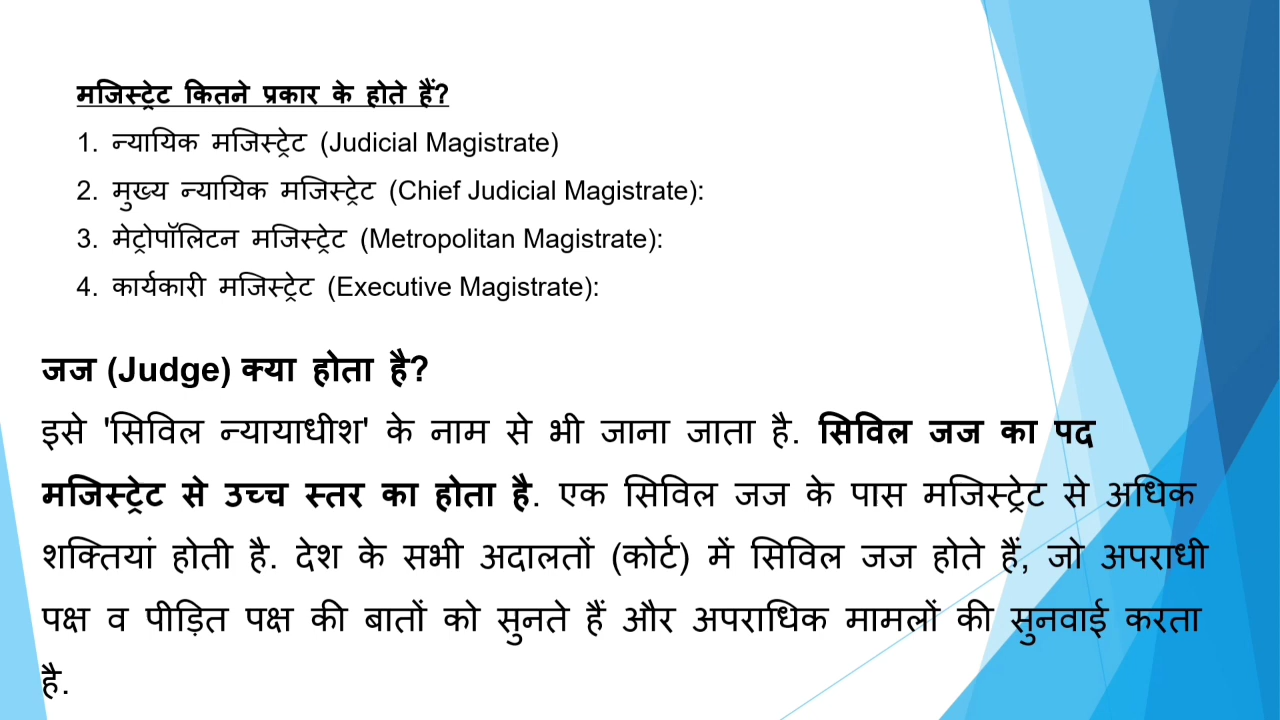 मजिस्ट्रेट कितने प्रकार के होते हैं?
1. न्यायिक मजिस्ट्रेट (Judicial Magistrate)
2. मुख्य न्यायिक मजिस्ट्रेट (Chief Judicial Magistrate):
3. मेट्रोपॉलिटन मजिस्ट्रेट (Metropolitan Magistrate):
4. कार्यकारी मजिस्ट्रेट (Executive Magistrate):
जज (Judge) क्या होता है?
इसे 'सिविल न्यायाधीश' के नाम से भी जाना जाता है. सिविल जज का पद
मजिस्ट्रेट से उच्च स्तर का होता है. एक सिविल जज के पास मजिस्ट्रेट से अधिक
शक्तियां होती है. देश के सभी अदालतों (कोर्ट) में सिविल जज होते हैं, जो अपराधी
पक्ष व पीड़ित पक्ष की बातों को सुनते हैं और अपराधिक मामलों की सुनवाई करता
है.